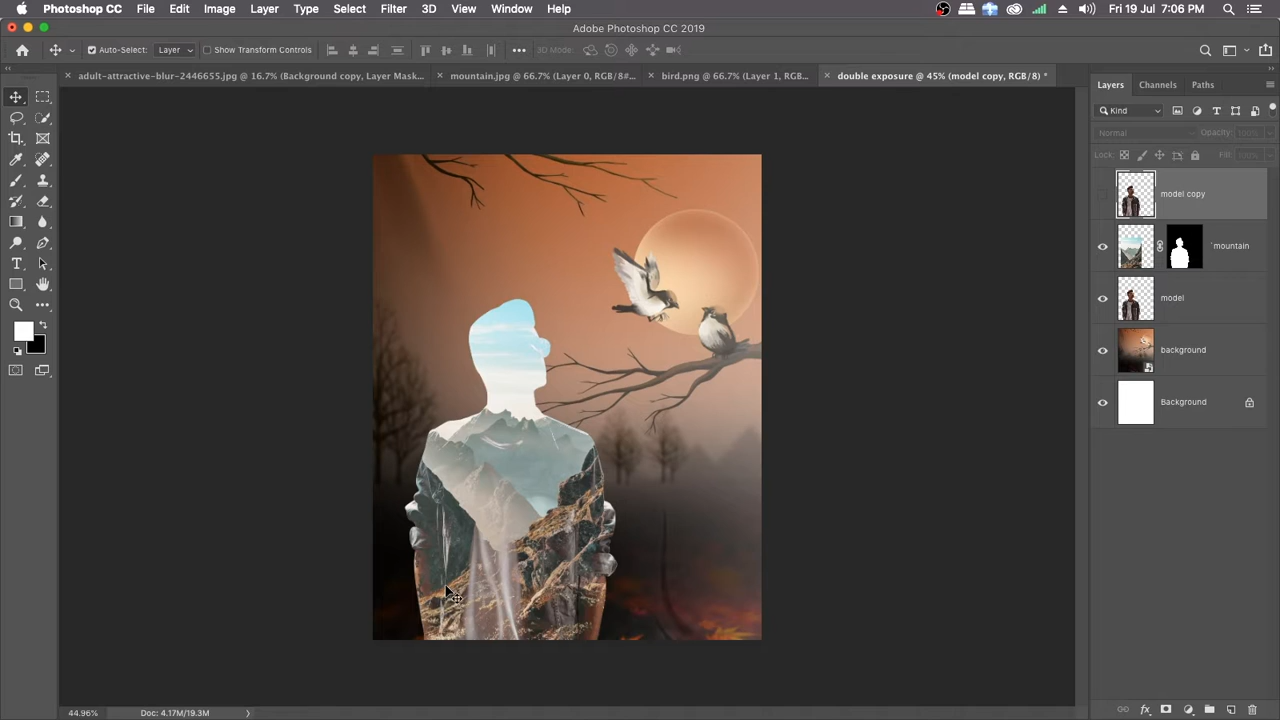 Photoshop CC File Edit Image Layer Type Select Filter 3D View Window Help Fri 19 Jul 7:06 PM
Adobe Photoshop CC 2019
Auto-Select: Layer Show Transform Controls 3D Mode:
adult-attractive-blur-2446655.jpg @ 16.7% (Background copy, Layer Mask... mountain.jpg @ 66.7% (Layer 0, RGB/8#... bird.png @ 66.7% (Layer 1, RGB... double exposure @ 45% (model copy, RGB/8) *
Layers Channels Paths
Kind
Normal Opacity: 100%
Lock: Fill: 100%
model copy
`mountain
model
background
Background
44.96% Doc: 4.17M/19.3M